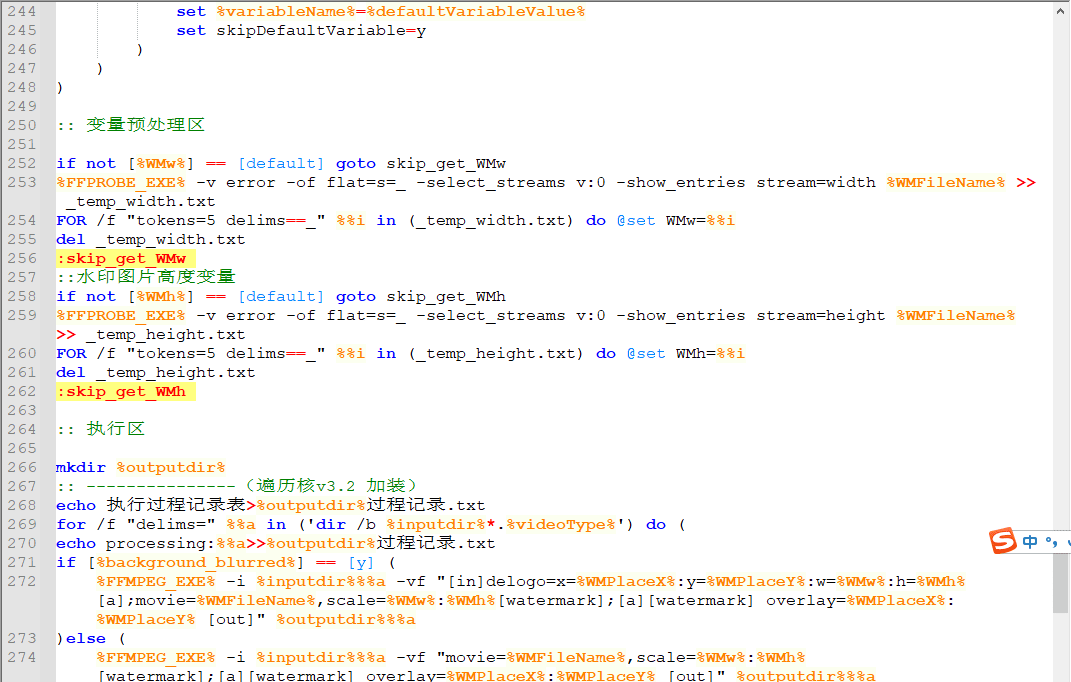 244 set %variableName%=%defaultVariableValue%
245 set skipDefaultVariable=y
246 )
247 )
248 )
249
250 :: 变量预处理区
251
252 if not [%WMw%] == [default] goto skip_get_WMw
253 %FFPROBE_EXE% -v error -of flat=s=_ -select_streams v:0 -show_entries stream=width %WMFileName% >>
_temp_width.txt
254 FOR /f "tokens=5 delims==_" %%i in (_temp_width.txt) do @set WMw=%%i
255 del _temp_width.txt
256 :skip_get_WMw
257 ::水印图片高度变量
258 if not [%WMh%] == [default] goto skip_get_WMh
259 %FFPROBE_EXE% -v error -of flat=s=_ -select_streams v:0 -show_entries stream=height %WMFileName%
>> _temp_height.txt
260 FOR /f "tokens=5 delims==_" %%i in (_temp_height.txt) do @set WMh=%%i
261 del _temp_height.txt
262 :skip_get_WMh
263
264 :: 执行区
265
266 mkdir %outputdir%
267 :: ---------------（遍历核v3.2 加装）
268 echo 执行过程记录表>%outputdir%过程记录.txt
269 for /f "delims=" %%a in ('dir /b %inputdir%*.%videoType%') do (
270 echo processing:%%a>>%outputdir%过程记录.txt
271 if [%background_blurred%] == [y] (
272 %FFMPEG_EXE% -i %inputdir%%%a -vf "[in]delogo=x=%WMPlaceX%:y=%WMPlaceY%:w=%WMw%:h=%WMh%
[a];movie=%WMFileName%,scale=%WMw%:%WMh%[watermark];[a][watermark] overlay=%WMPlaceX%:
%WMPlaceY% [out]" %outputdir%%%a
273 )else (
274 %FFMPEG_EXE% -i %inputdir%%%a -vf "movie=%WMFileName%,scale=%WMw%:%WMh%
[watermark];[a][watermark] overlay=%WMPlaceX%:%WMPlaceY% [out]" %outputdir%%%a
S 中 °,